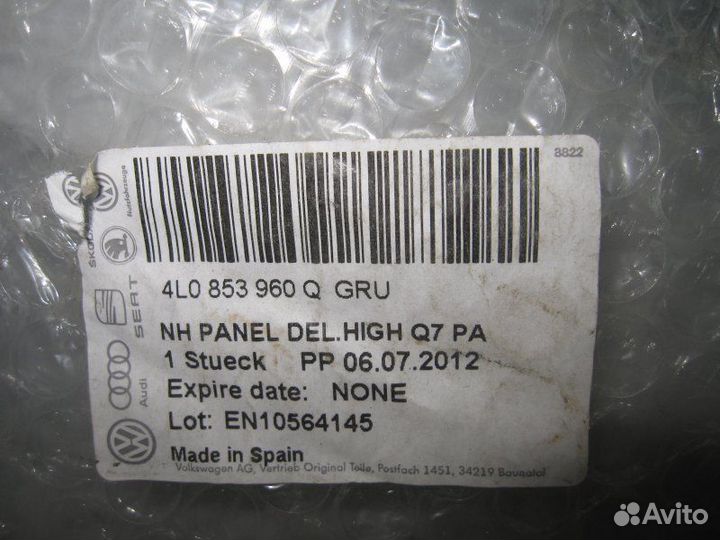 8822
4L0 853 960 Q GRU
NH PANEL DEL.HIGH Q7 PA
1 Stueck PP 06.07.2012
Expire date: NONE
Lot: EN10564145
Made in Spain
Volkswagen AG, Vertrieb Original Teile, Postfach 1451, 34219 Baunatal
Nutzfahrzeuge
SEAT
Audi
Avito